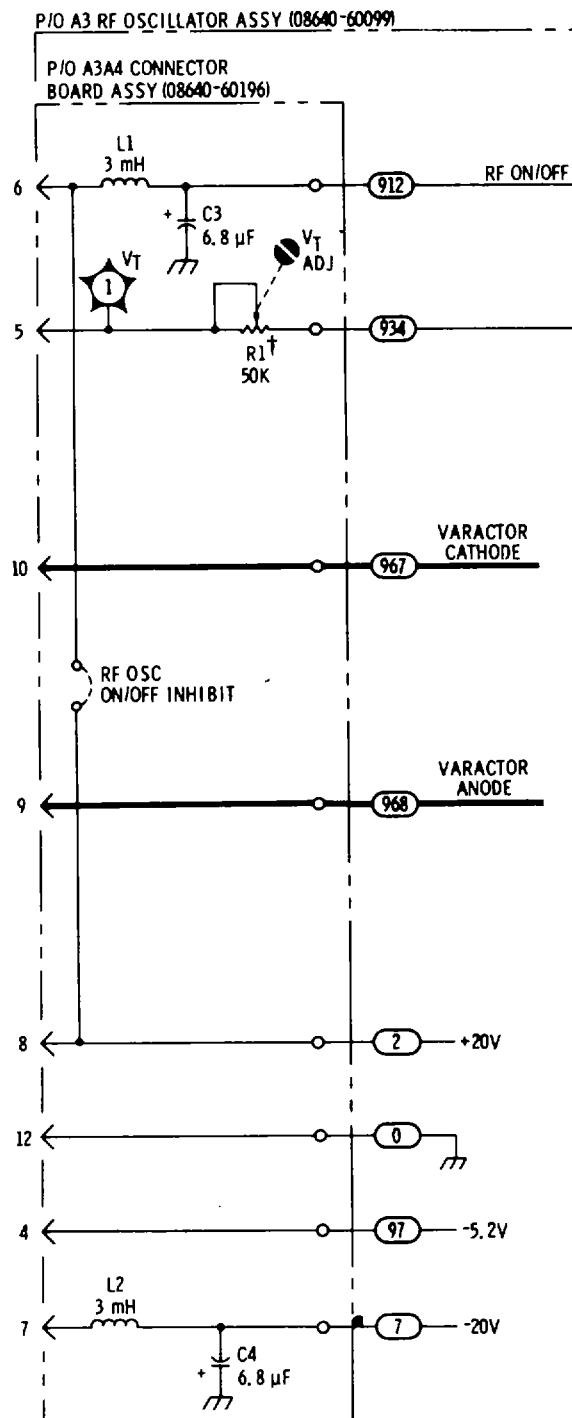 P/O A3 RF OSCILLATOR ASSY (08640-60099)
P/O A3A4 CONNECTOR
BOARD ASSY (08640-60196)
L1
3 mH
6
912
RF ON/OFF
+
C3
6.8 µF
VT
1
VT
ADJ
5
934
R1†
50K
VARACTOR
CATHODE
10
967
RF OSC
ON/OFF INHIBIT
VARACTOR
ANODE
9
968
8
2
+20V
12
0
4
97
-5.2V
L2
3 mH
7
7
-20V
+
C4
6.8 µF